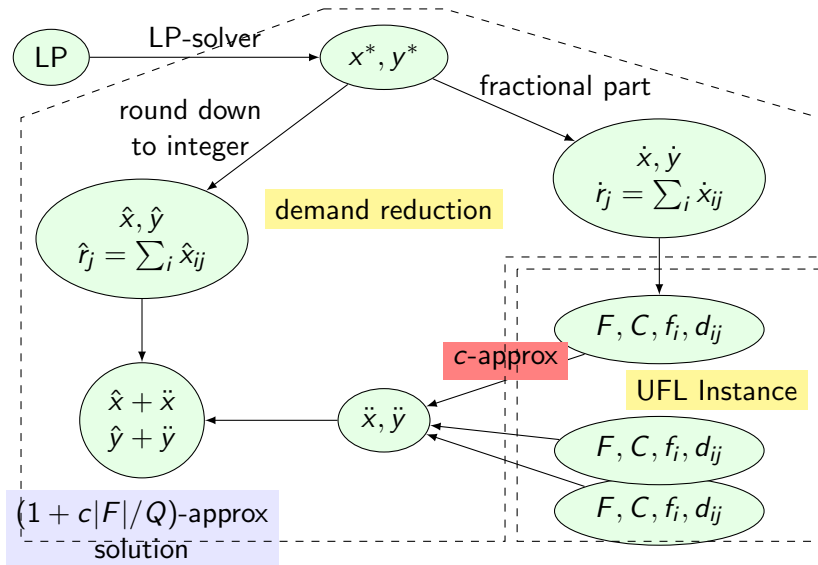 LP
LP-solver
x*, y*
fractional part
round down
to integer
ẋ, ẏ
ṙ_j = ∑_i ẋ_ij
x̂, ŷ
r̂_j = ∑_i x̂_ij
demand reduction
F, C, f_i, d_ij
c-approx
UFL Instance
x̂ + ẍ
ŷ + ÿ
ẍ, ÿ
F, C, f_i, d_ij
F, C, f_i, d_ij
(1 + c|F|/Q)-approx
solution